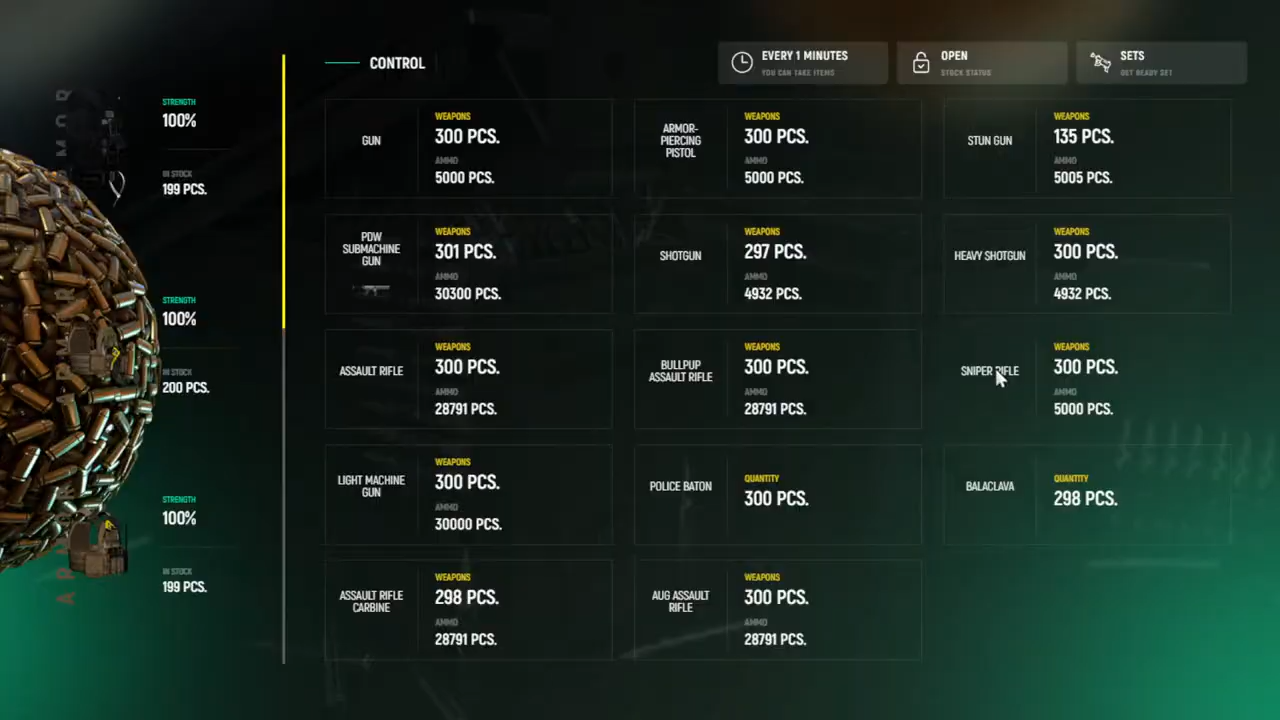 CONTROL
EVERY 1 MINUTES
YOU CAN TAKE ITEMS
OPEN
STOCK STATUS
SETS
GET READY SET
STRENGTH
100%
IN STOCK
199 PCS.
STRENGTH
100%
IN STOCK
200 PCS.
STRENGTH
100%
IN STOCK
199 PCS.
GUN
WEAPONS
300 PCS.
AMMO
5000 PCS.
ARMOR-
PIERCING
PISTOL
WEAPONS
300 PCS.
AMMO
5000 PCS.
STUN GUN
WEAPONS
135 PCS.
AMMO
5005 PCS.
PDW
SUBMACHINE
GUN
WEAPONS
301 PCS.
AMMO
30300 PCS.
SHOTGUN
WEAPONS
297 PCS.
AMMO
4932 PCS.
HEAVY SHOTGUN
WEAPONS
300 PCS.
AMMO
4932 PCS.
ASSAULT RIFLE
WEAPONS
300 PCS.
AMMO
28791 PCS.
BULLPUP
ASSAULT RIFLE
WEAPONS
300 PCS.
AMMO
28791 PCS.
SNIPER RIFLE
WEAPONS
300 PCS.
AMMO
5000 PCS.
LIGHT MACHINE
GUN
WEAPONS
300 PCS.
AMMO
30000 PCS.
POLICE BATON
QUANTITY
300 PCS.
BALACLAVA
QUANTITY
298 PCS.
ASSAULT RIFLE
CARBINE
WEAPONS
298 PCS.
AMMO
28791 PCS.
AUG ASSAULT
RIFLE
WEAPONS
300 PCS.
AMMO
28791 PCS.